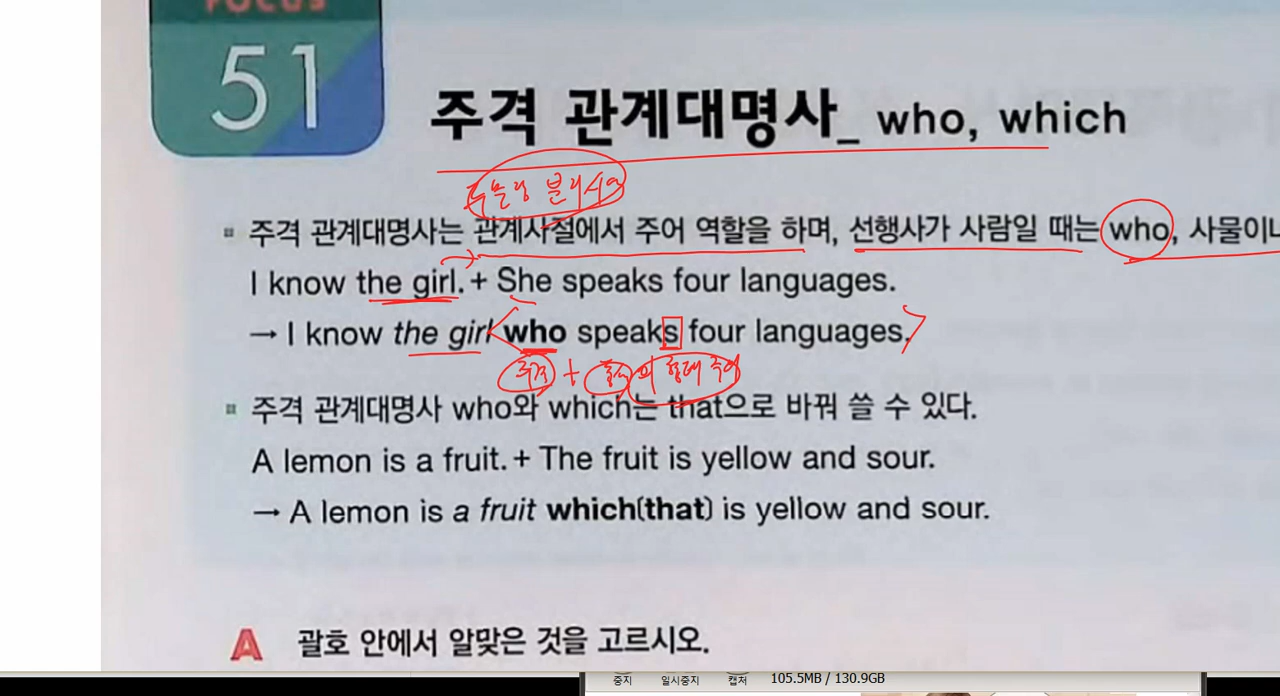 FOCUS
51
주격 관계대명사_ who, which
주격 관계대명사는 관계사절에서 주어 역할을 하며, 선행사가 사람일 때는 who, 사물이나
I know the girl. + She speaks four languages.
→ I know the girl who speaks four languages.
주격 +
주격 관계대명사 who와 which는 that으로 바꿔 쓸 수 있다.
A lemon is a fruit. + The fruit is yellow and sour.
→ A lemon is a fruit which(that) is yellow and sour.
A 괄호 안에서 알맞은 것을 고르시오.
중지 일시중지 캡처 105.5MB / 130.9GB